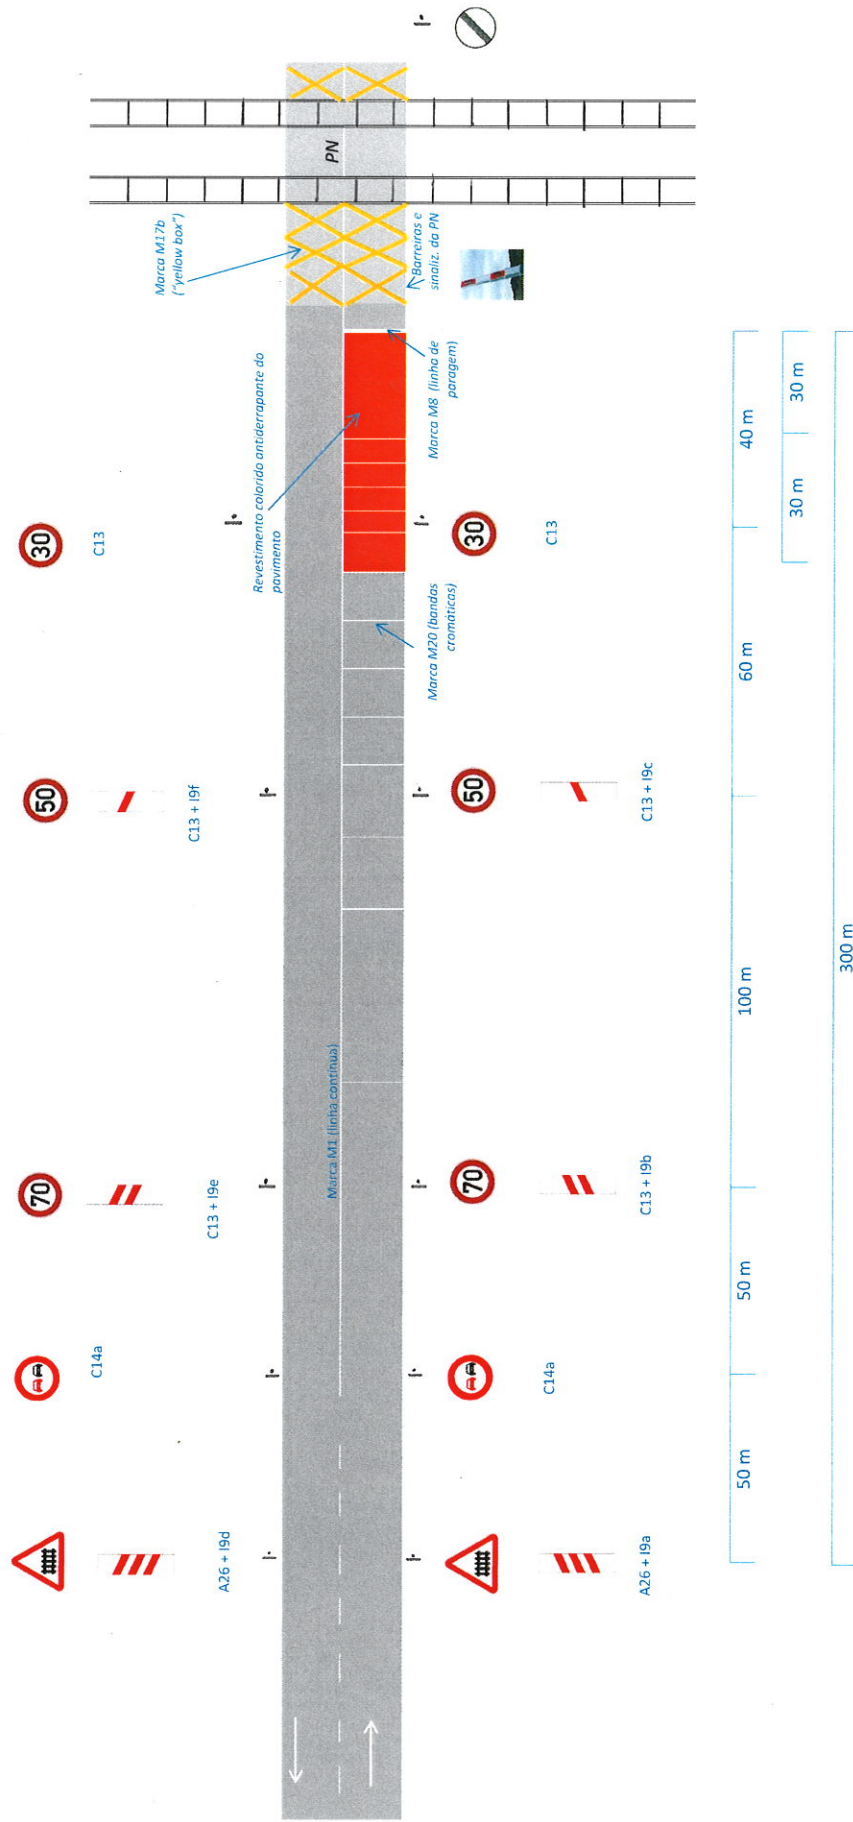 PN
Marca M17b
("yellow box")
Barreiras e
sinaliz. da PN
Revestimento colorido antiderrapante do
pavimento
Marca M8 (linha de
paragem)
30
C13
30
C13
Marca M20 (bandas
cromáticas)
50
C13 + I9f
50
C13 + I9c
Marca M1 (linha contínua)
70
C13 + I9e
70
C13 + I9b
C14a
C14a
A26 + I9d
A26 + I9a
50 m
50 m
100 m
60 m
40 m
30 m
30 m
300 m